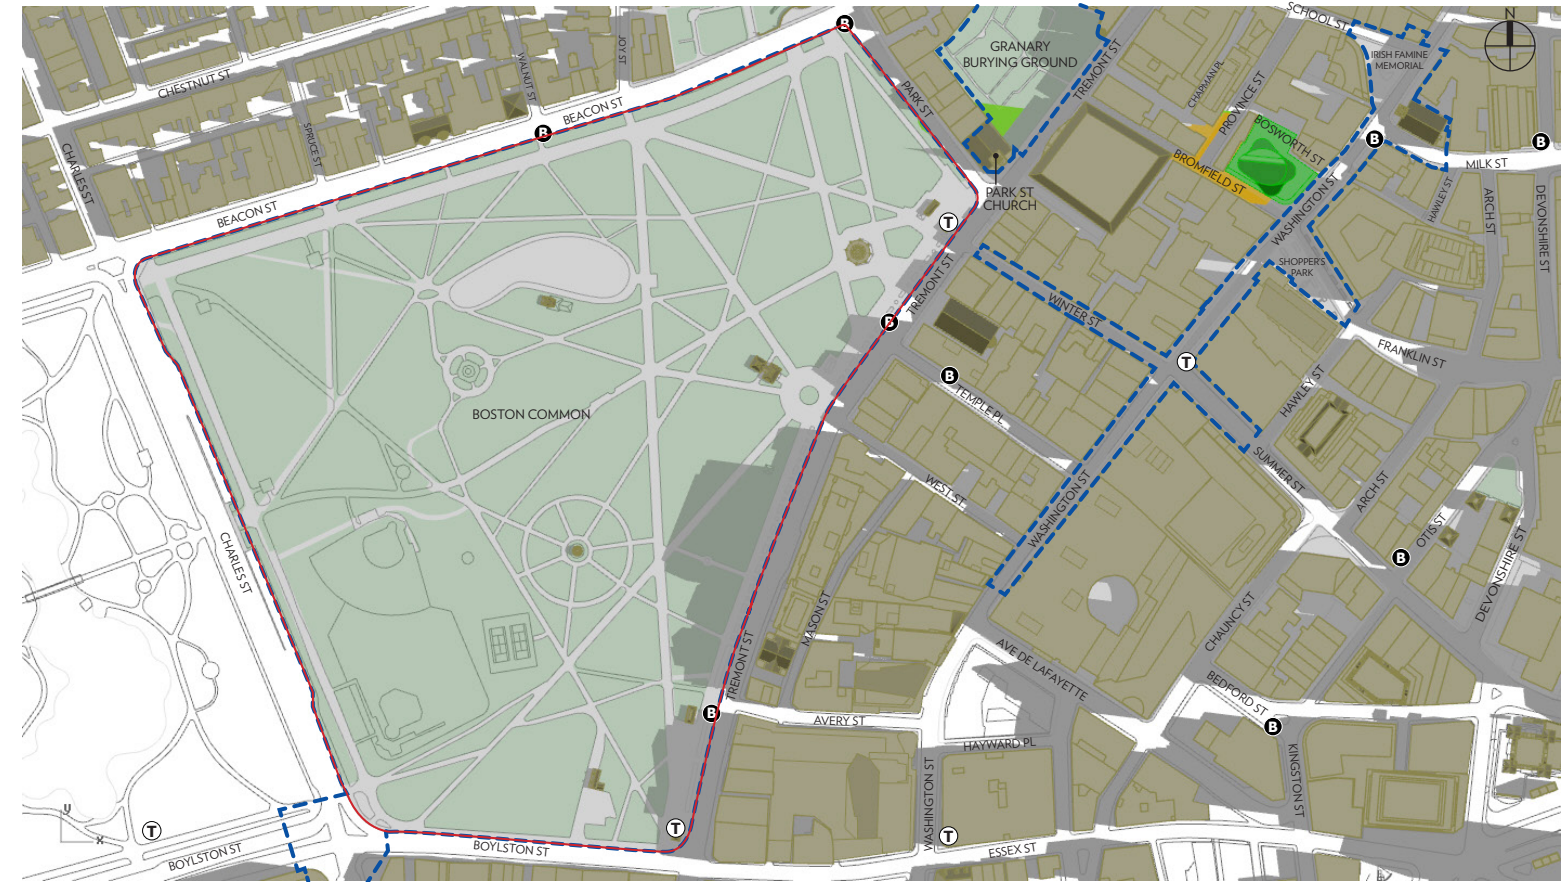 SCHOOL ST
N
B
GRANARY
BURYING GROUND
IRISH FAMINE
MEMORIAL
JOY ST
WALNUT ST
CHESTNUT ST
TREMONT ST
CHAPMAN PL
PROVINCE ST
PARK ST
BEACON ST
B
BOSWORTH ST
B
B
SPRUCE ST
CHARLES ST
MILK ST
BROMFIELD ST
PARK ST
CHURCH
HAWLEY ST
ARCH ST
DEVONSHIRE ST
BEACON ST
T
WASHINGTON ST
SHOPPER'S
PARK
TREMONT ST
WINTER ST
B
T
FRANKLIN ST
B
TEMPLE PL
HAWLEY ST
BOSTON COMMON
WEST ST
SUMMER ST
ARCH ST
WASHINGTON ST
OTIS ST
B
CHARLES ST
DEVONSHIRE ST
MASON ST
CHAUNCY ST
TREMONT ST
AVE DE LAFAYETTE
BEDFORD ST
B
AVERY ST
B
HAYWARD PL
KINGSTON ST
WASHINGTON ST
T
T
T
BOYLSTON ST
BOYLSTON ST
ESSEX ST